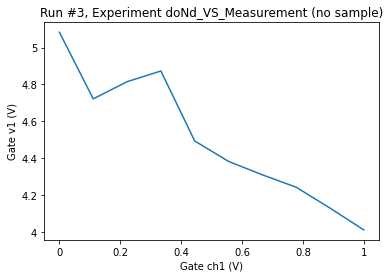 Run #3, Experiment doNd_VS_Measurement (no sample)
Gate v1 (V)
5
4.8
4.6
4.4
4.2
4
0 0.2 0.4 0.6 0.8 1
Gate ch1 (V)